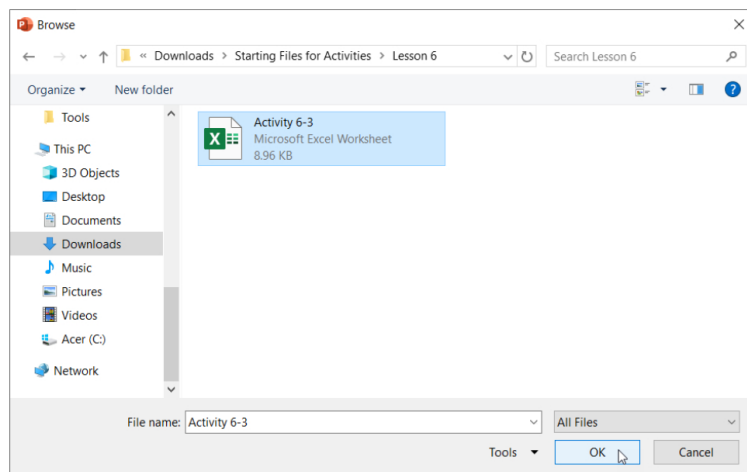 Browse
« Downloads > Starting Files for Activities > Lesson 6
Search Lesson 6
Organize
New folder
Tools
This PC
3D Objects
Desktop
Documents
Downloads
Music
Pictures
Videos
Acer (C:)
Network
Activity 6-3
Microsoft Excel Worksheet
8.96 KB
File name: Activity 6-3
All Files
Tools
OK
Cancel